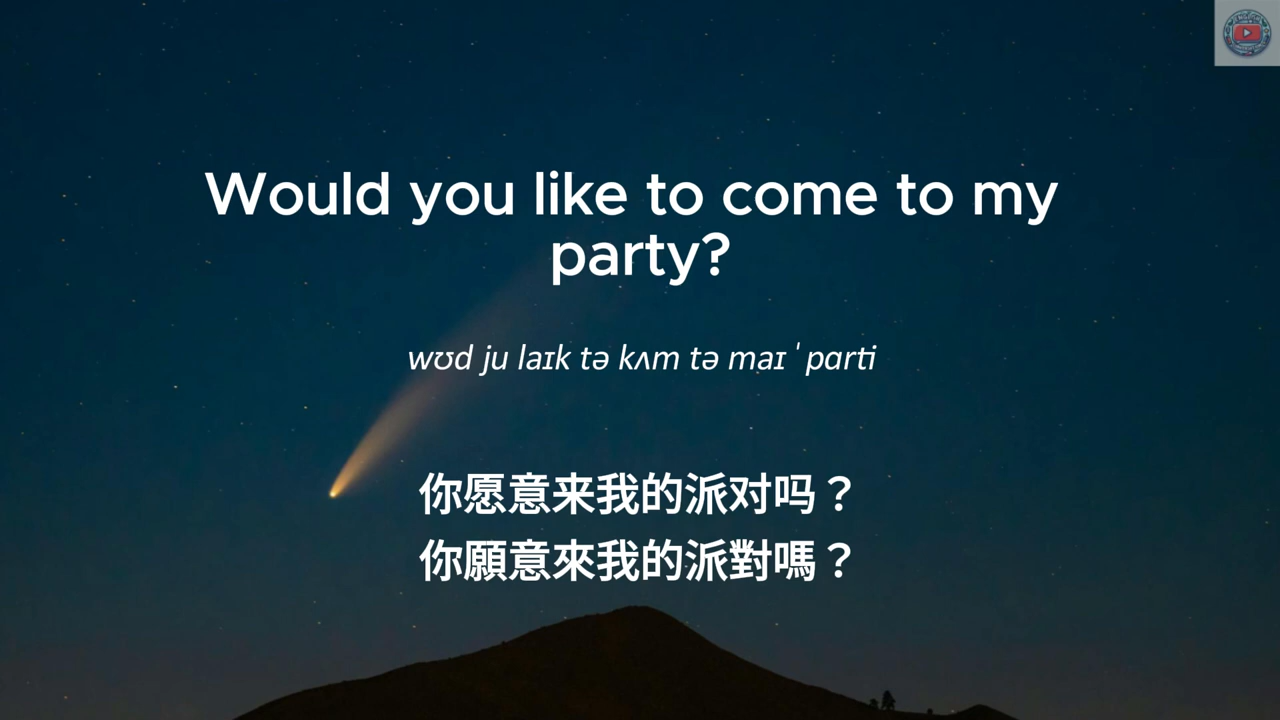 Would you like to come to my
party?
wʊd ju laɪk tə kʌm tə maɪ ˈpɑrti
你愿意来我的派对吗？
你願意來我的派對嗎？